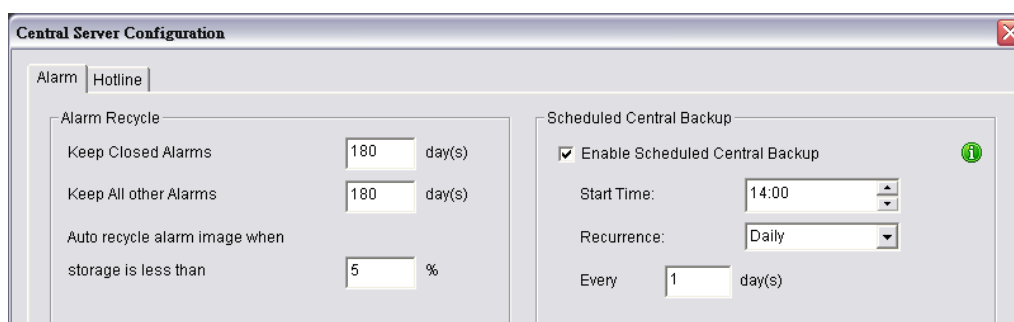 Central Server Configuration
Alarm
Hotline
Alarm Recycle
Keep Closed Alarms 180 day(s)
Keep All other Alarms 180 day(s)
Auto recycle alarm image when
storage is less than 5 %
Scheduled Central Backup
Enable Scheduled Central Backup
Start Time: 14:00
Recurrence: Daily
Every 1 day(s)